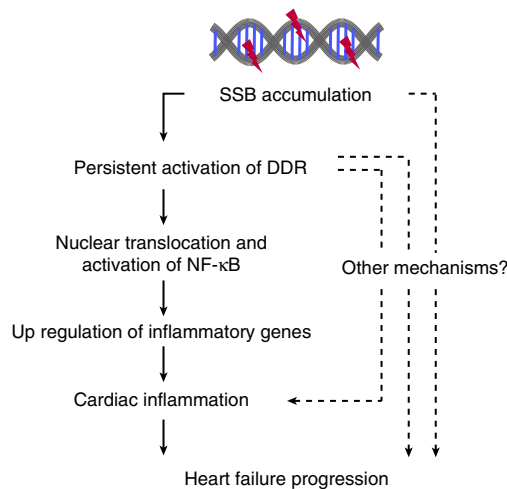 SSB accumulation
Persistent activation of DDR
Nuclear translocation and
activation of NF-κB
Other mechanisms?
Up regulation of inflammatory genes
Cardiac inflammation
Heart failure progression